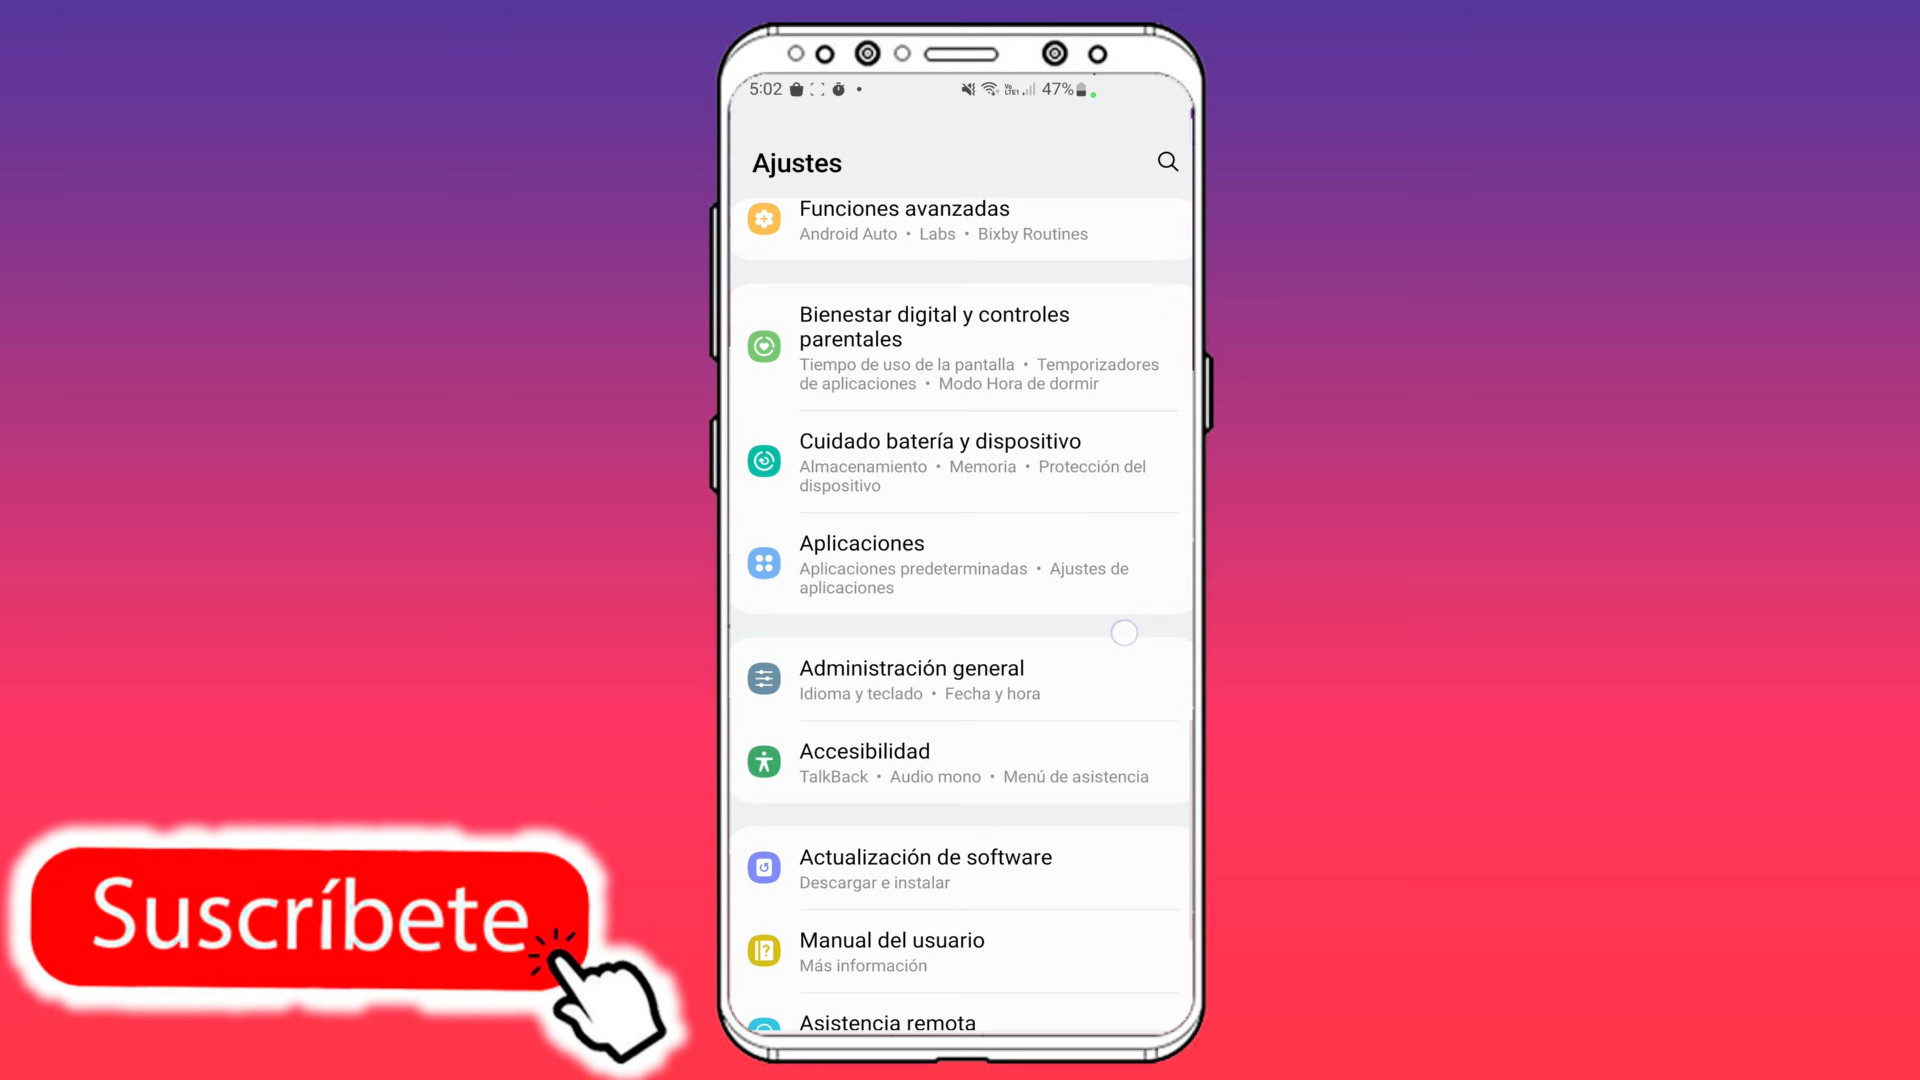 5:02
47%
Ajustes
Funciones avanzadas
Android Auto • Labs • Bixby Routines
Bienestar digital y controles
parentales
Tiempo de uso de la pantalla • Temporizadores
de aplicaciones • Modo Hora de dormir
Cuidado batería y dispositivo
Almacenamiento • Memoria • Protección del
dispositivo
Aplicaciones
Aplicaciones predeterminadas • Ajustes de
aplicaciones
Administración general
Idioma y teclado • Fecha y hora
Accesibilidad
TalkBack • Audio mono • Menú de asistencia
Actualización de software
Descargar e instalar
Manual del usuario
Más información
Asistencia remota
Suscríbete